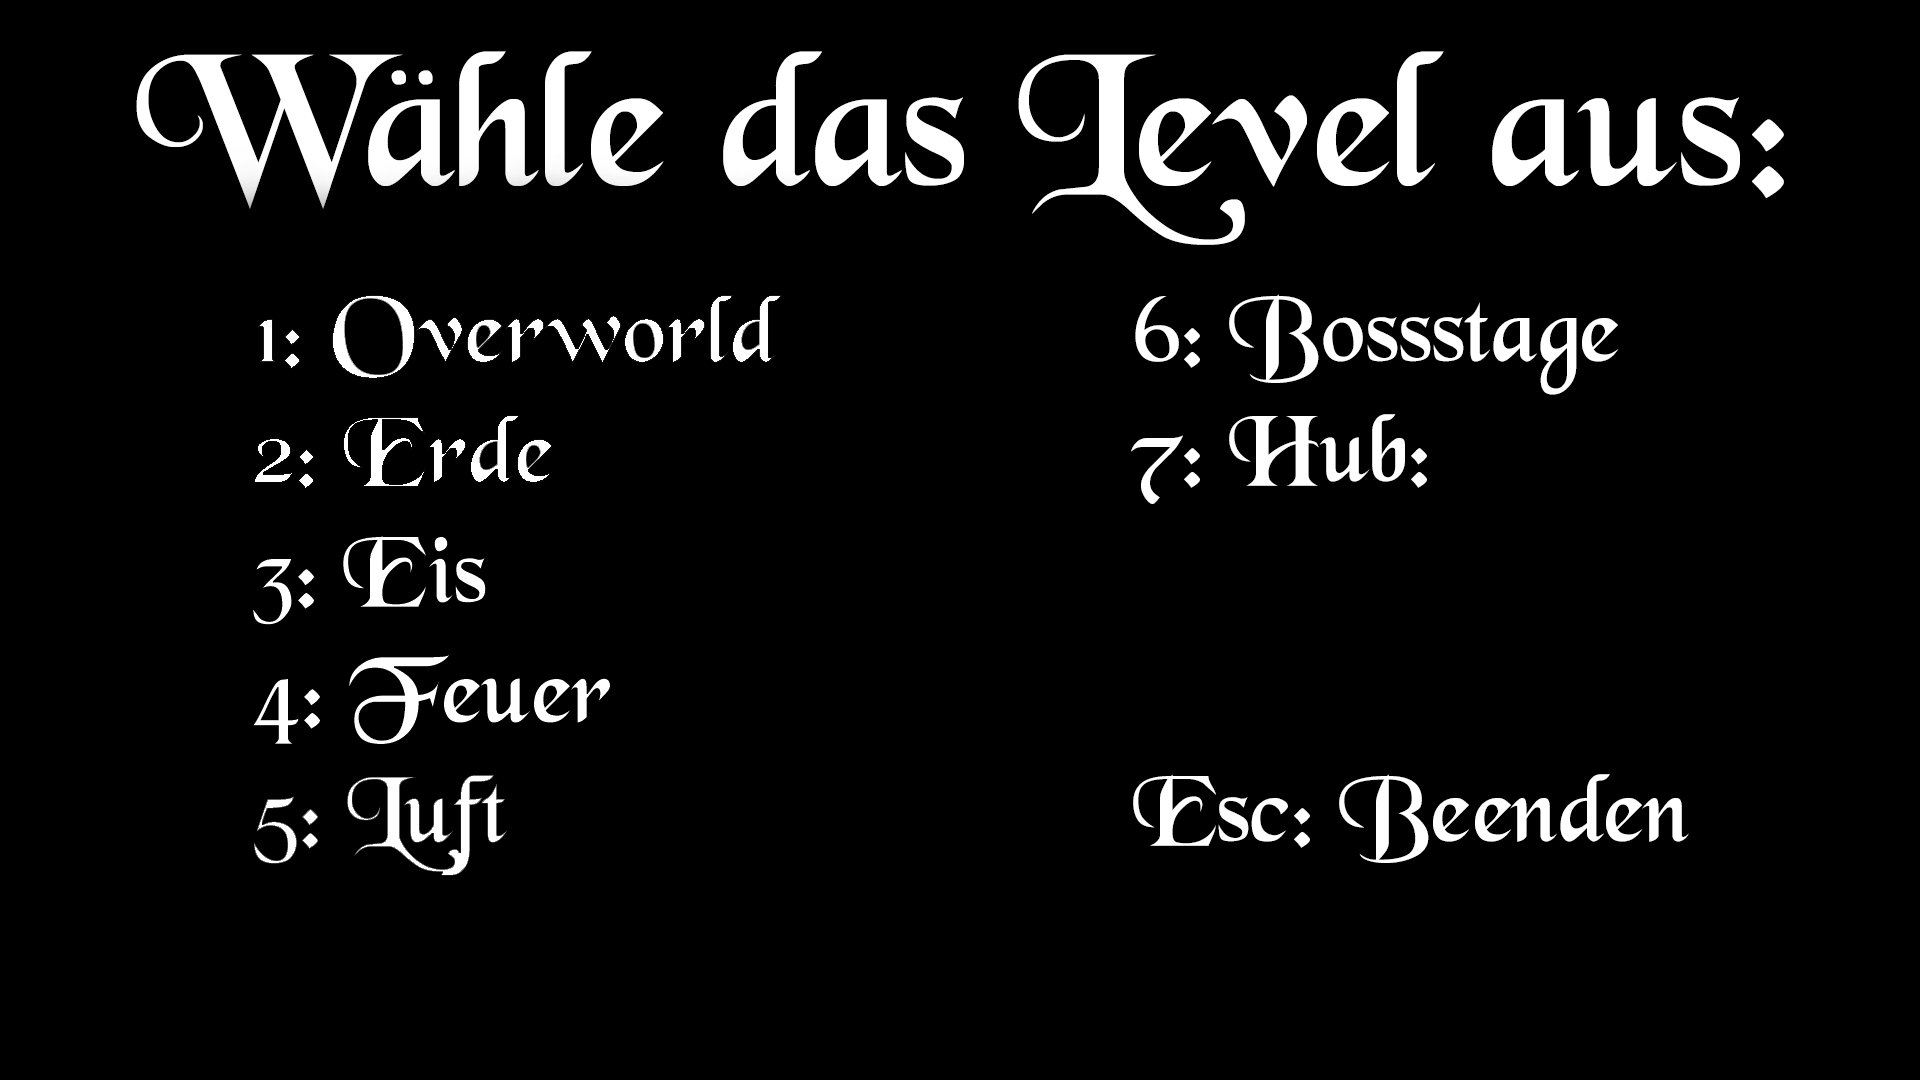 Wähle das Level aus:
1: Overworld
2: Erde
3: Eis
4: Feuer
5: Luft
6: Bossstage
7: Hub:
Esc: Beenden